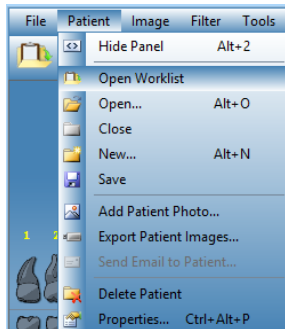 File Patient Image Filter Tools
Hide Panel Alt+2
Open Worklist
Open... Alt+O
Close
New... Alt+N
Save
Add Patient Photo...
1 2 Export Patient Images...
Send Email to Patient...
Delete Patient
Properties... Ctrl+Alt+P